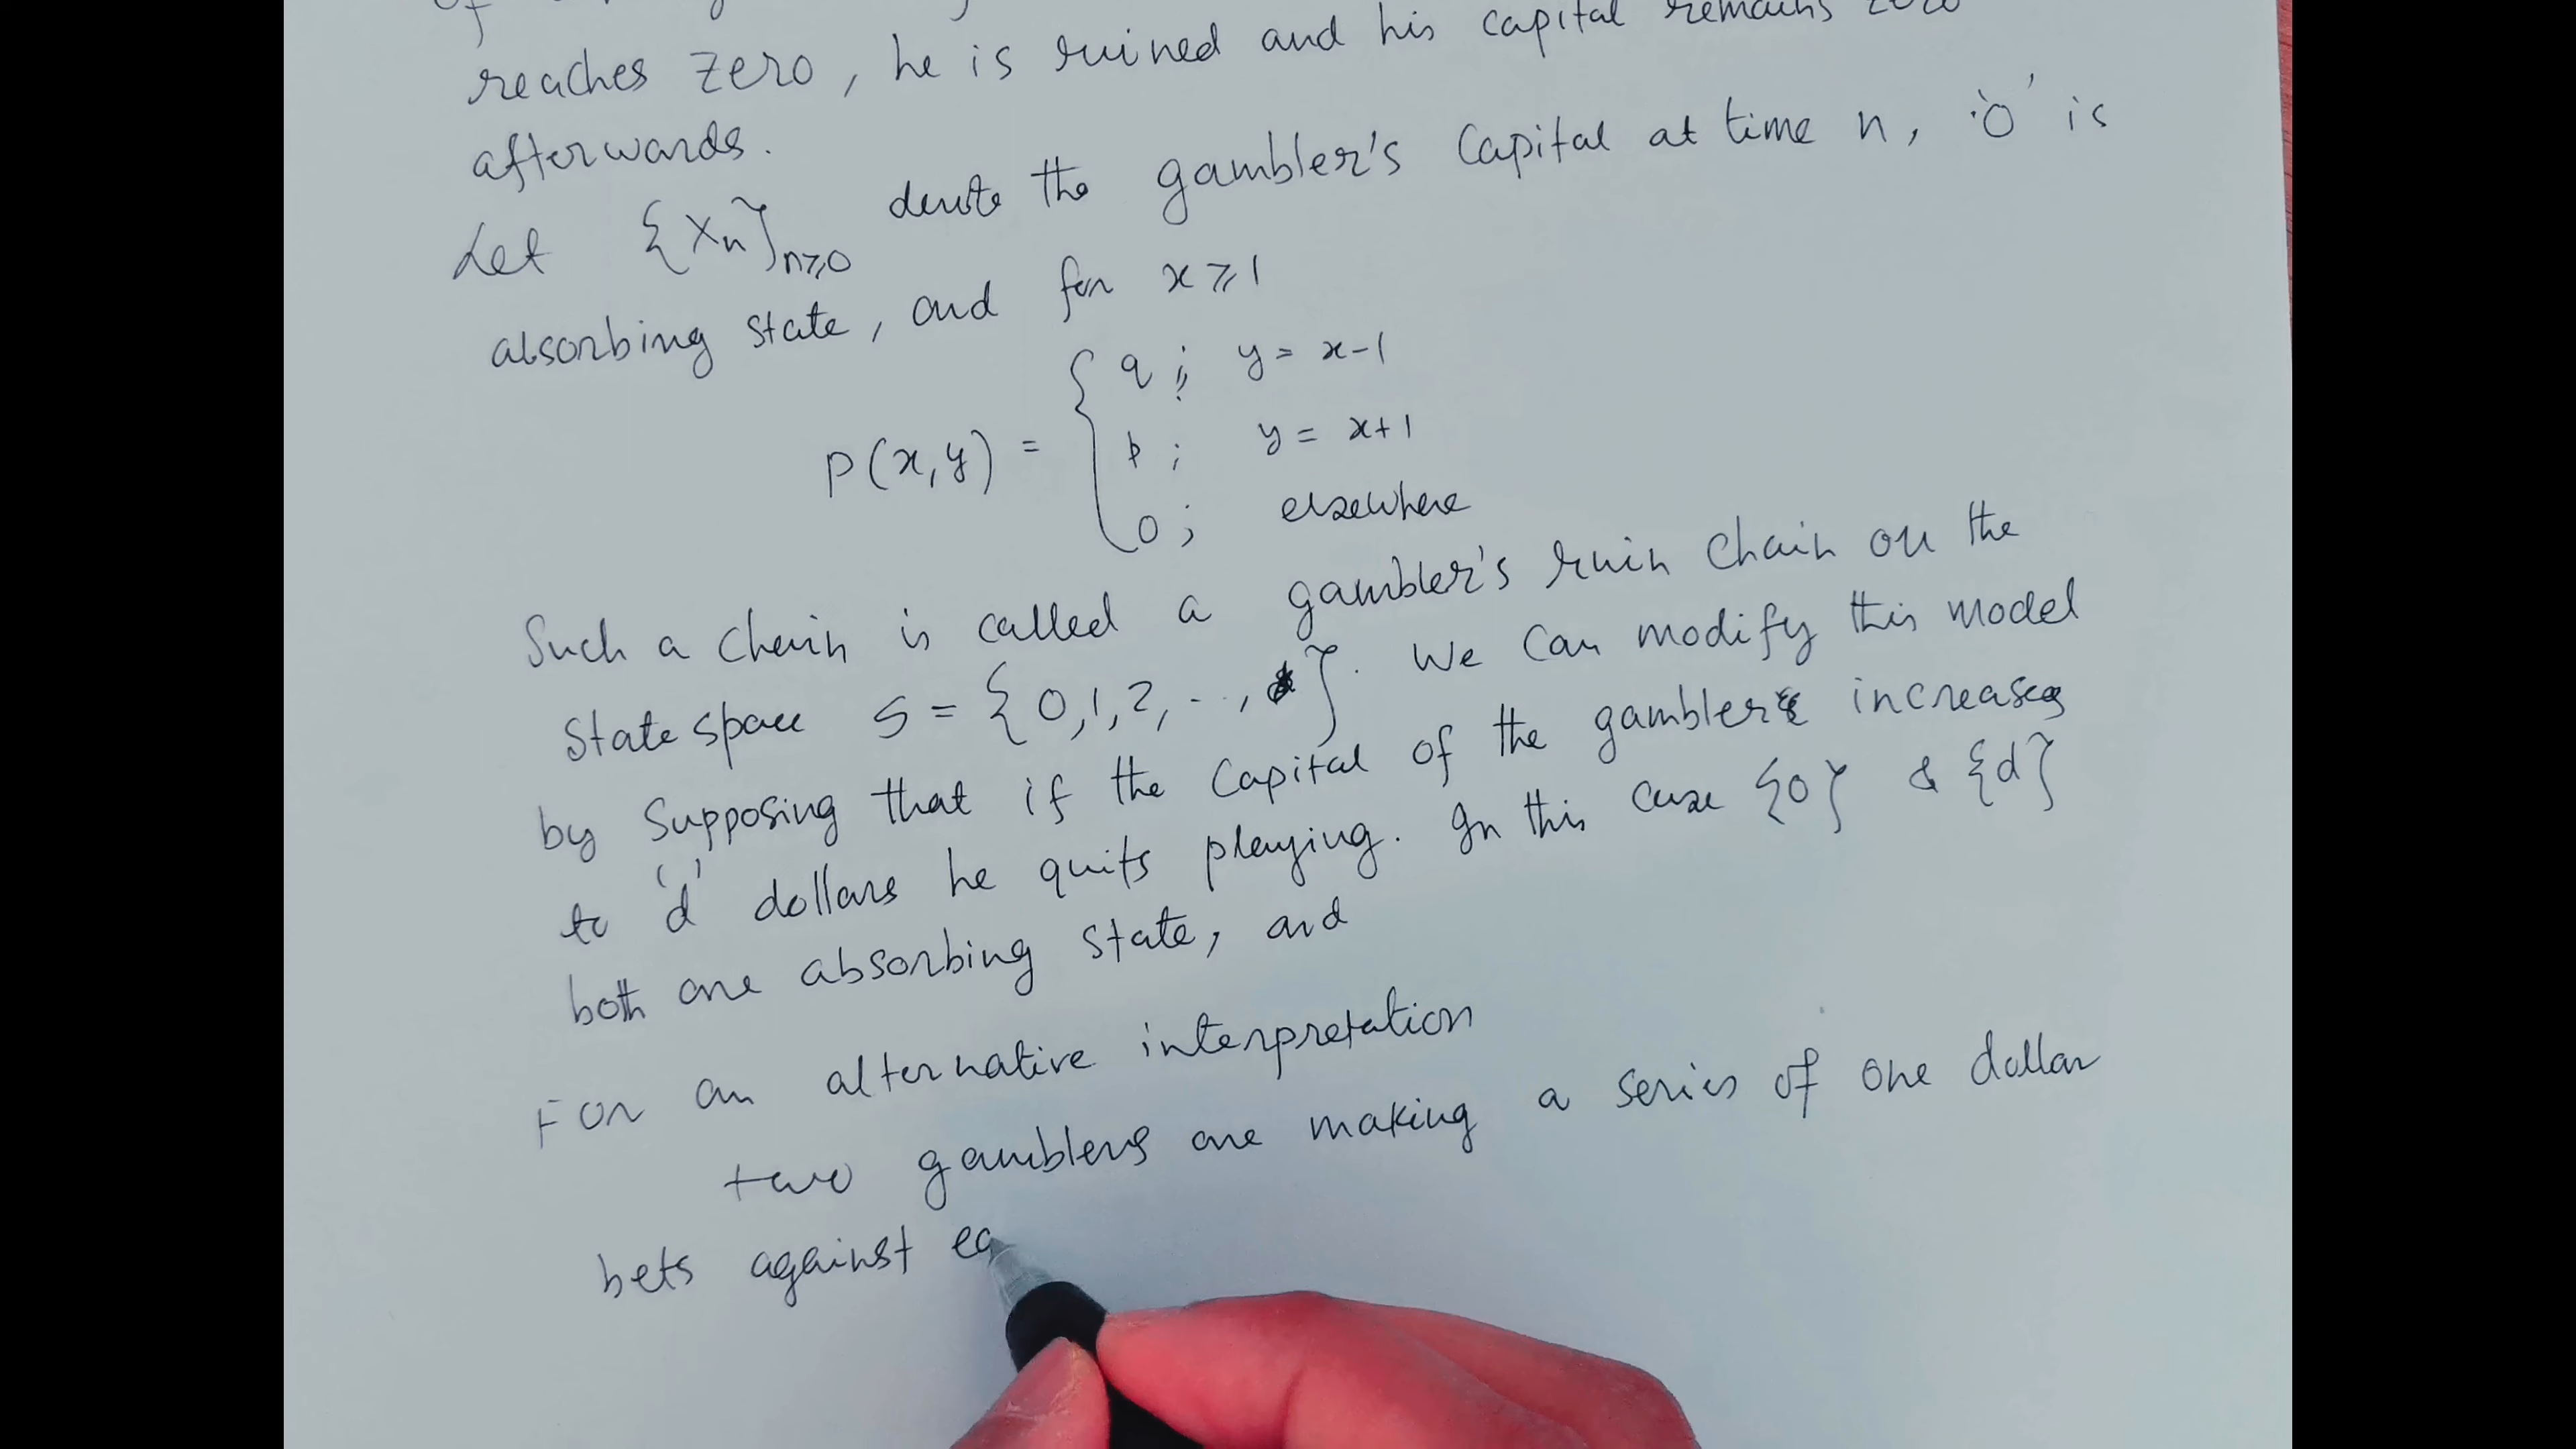 of
reaches zero, he is ruined and his capital remains zero
afterwards.
Let {Xn}n≥0 denote the gambler's Capital at time n, '0' is
absorbing state, and for x ≥ 1
P(x,y) = { q ; y = x-1
p ; y = x+1
0 ; elsewhere
Such a chain is called a gambler's ruin chain on the
state space S = {0,1,2, .., }. We can modify this model
by supposing that if the Capital of the gambler increases
to 'd' dollars he quits playing. In this case {0} & {d}
both are absorbing state, and
For an alternative interpretation
two gamblers are making a series of one dollar
bets against ea